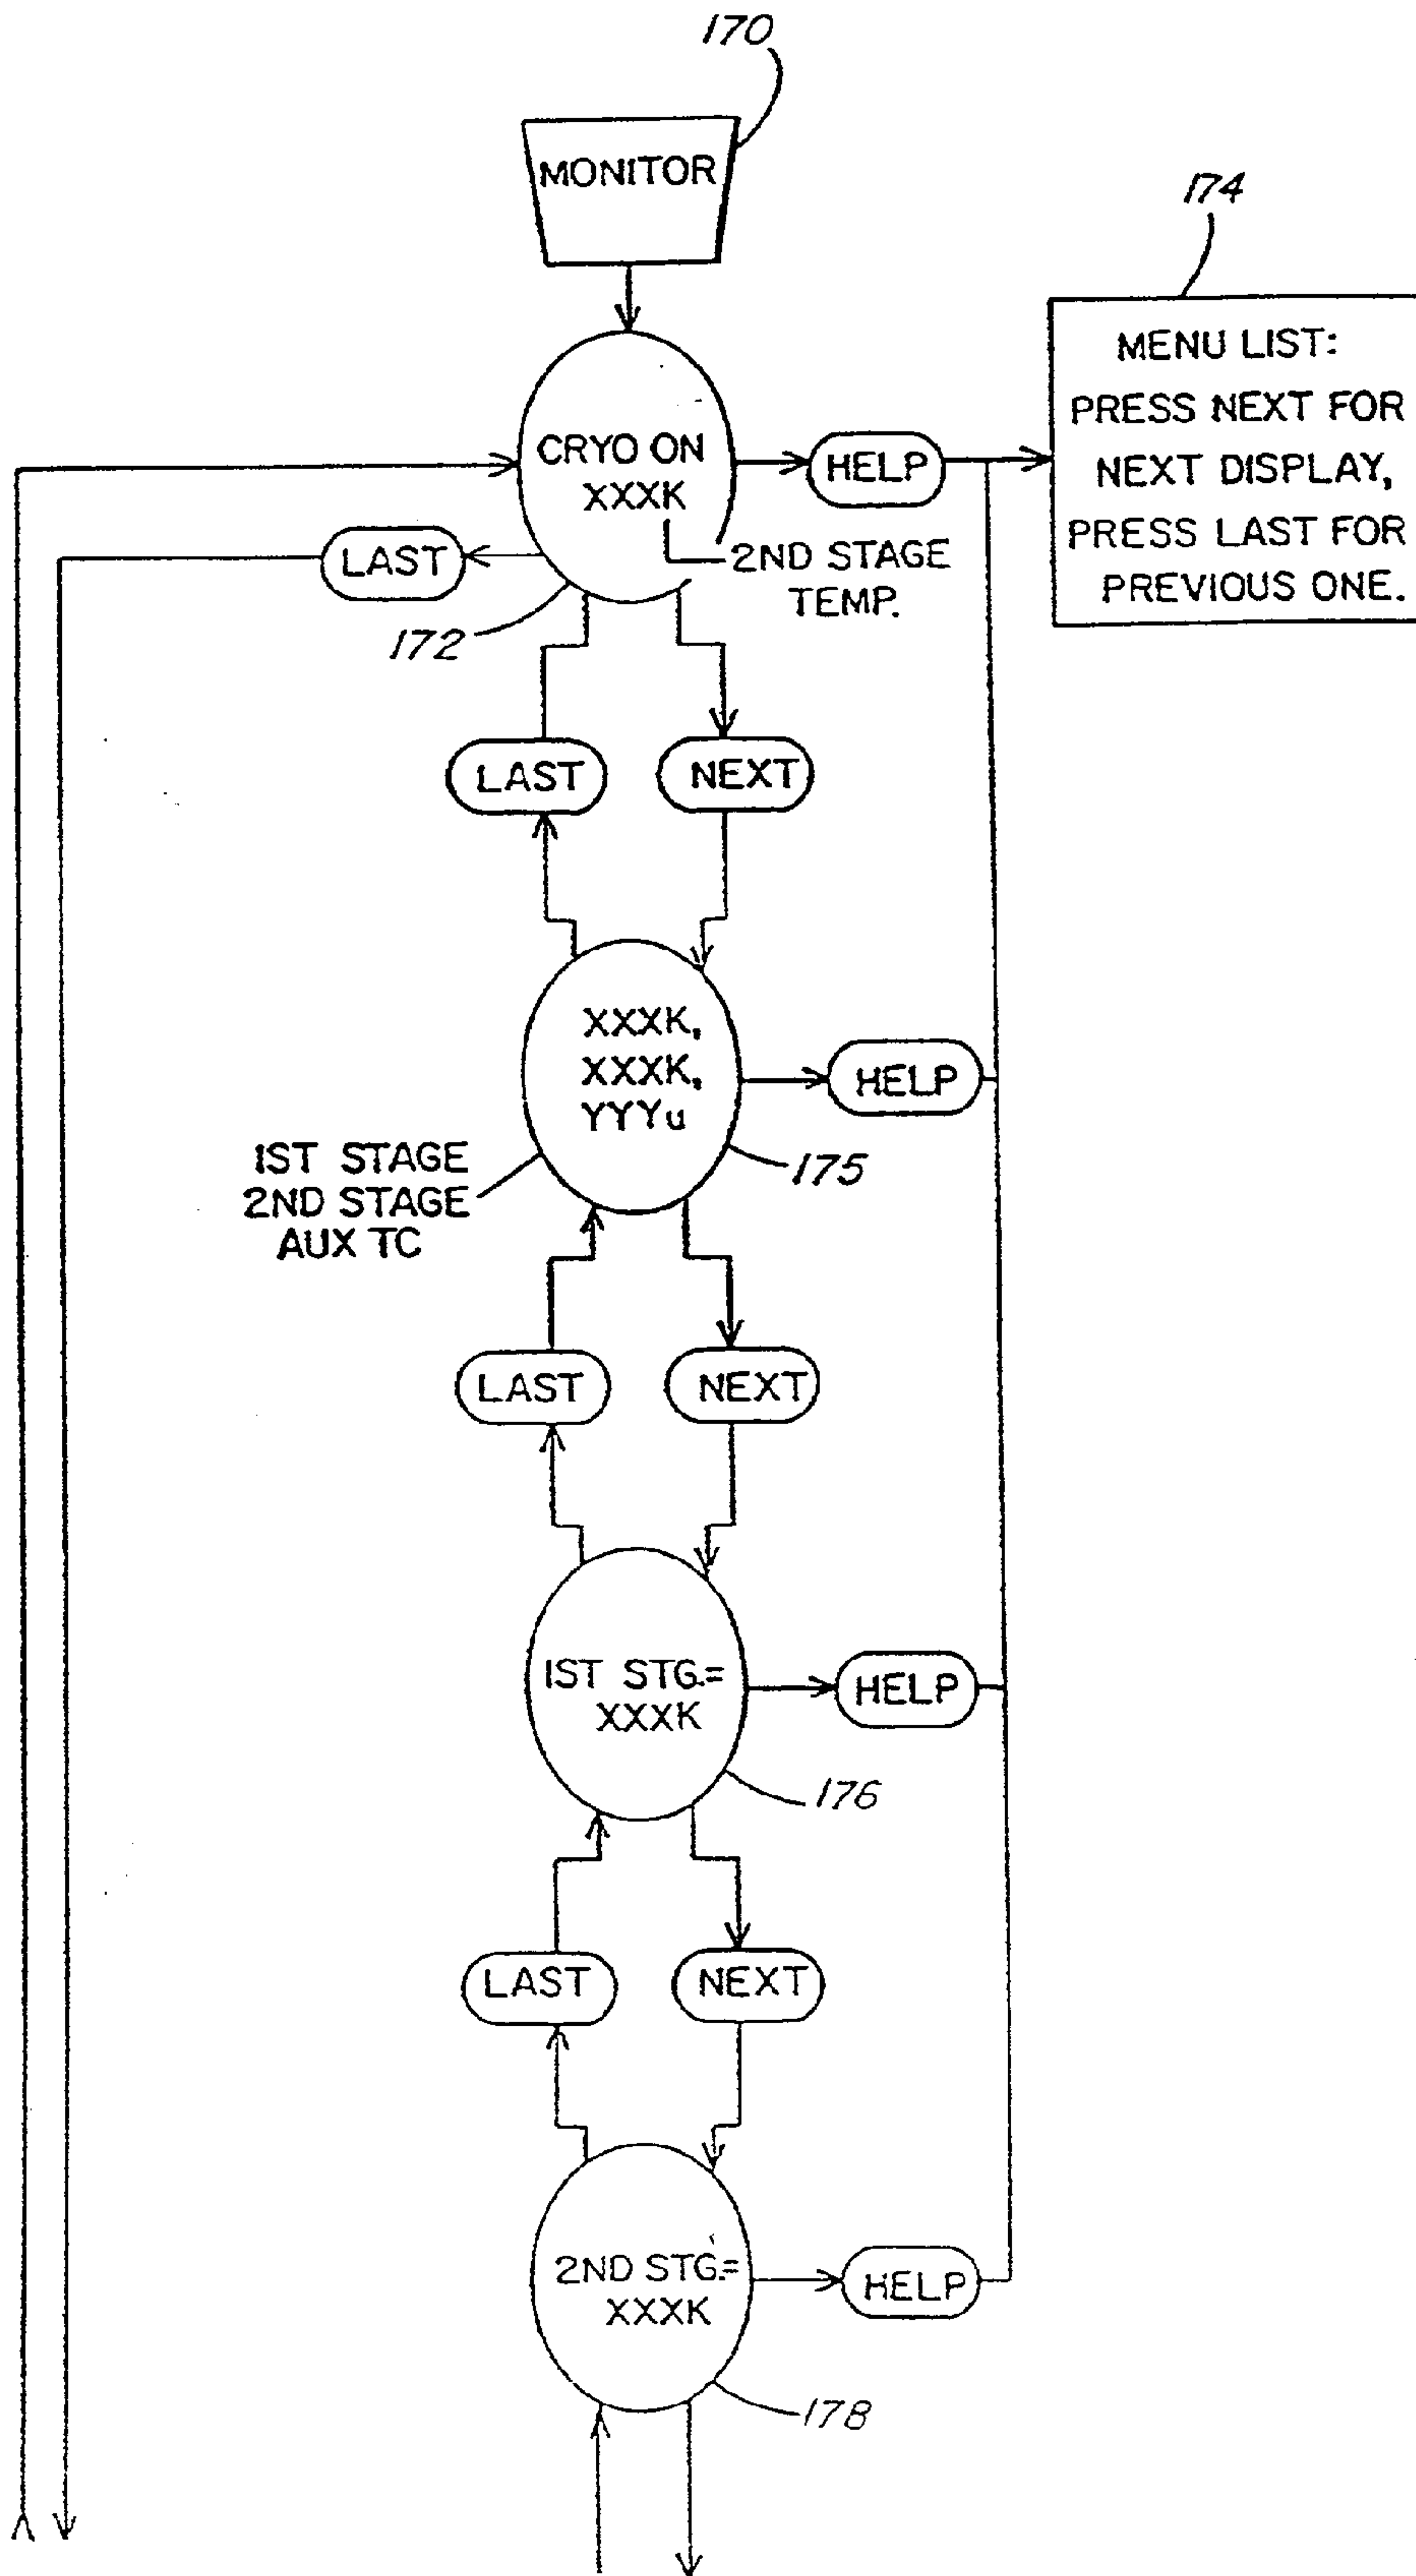 170
MONITOR
174
MENU LIST:
PRESS NEXT FOR
NEXT DISPLAY,
PRESS LAST FOR
PREVIOUS ONE.
CRYO ON
XXXK
HELP
LAST
2ND STAGE
TEMP.
172
LAST
NEXT
XXXK,
XXXK,
YYYu
HELP
175
1ST STAGE
2ND STAGE
AUX TC
LAST
NEXT
1ST STG.=
XXXK
HELP
176
LAST
NEXT
2ND STG.=
XXXK
HELP
178